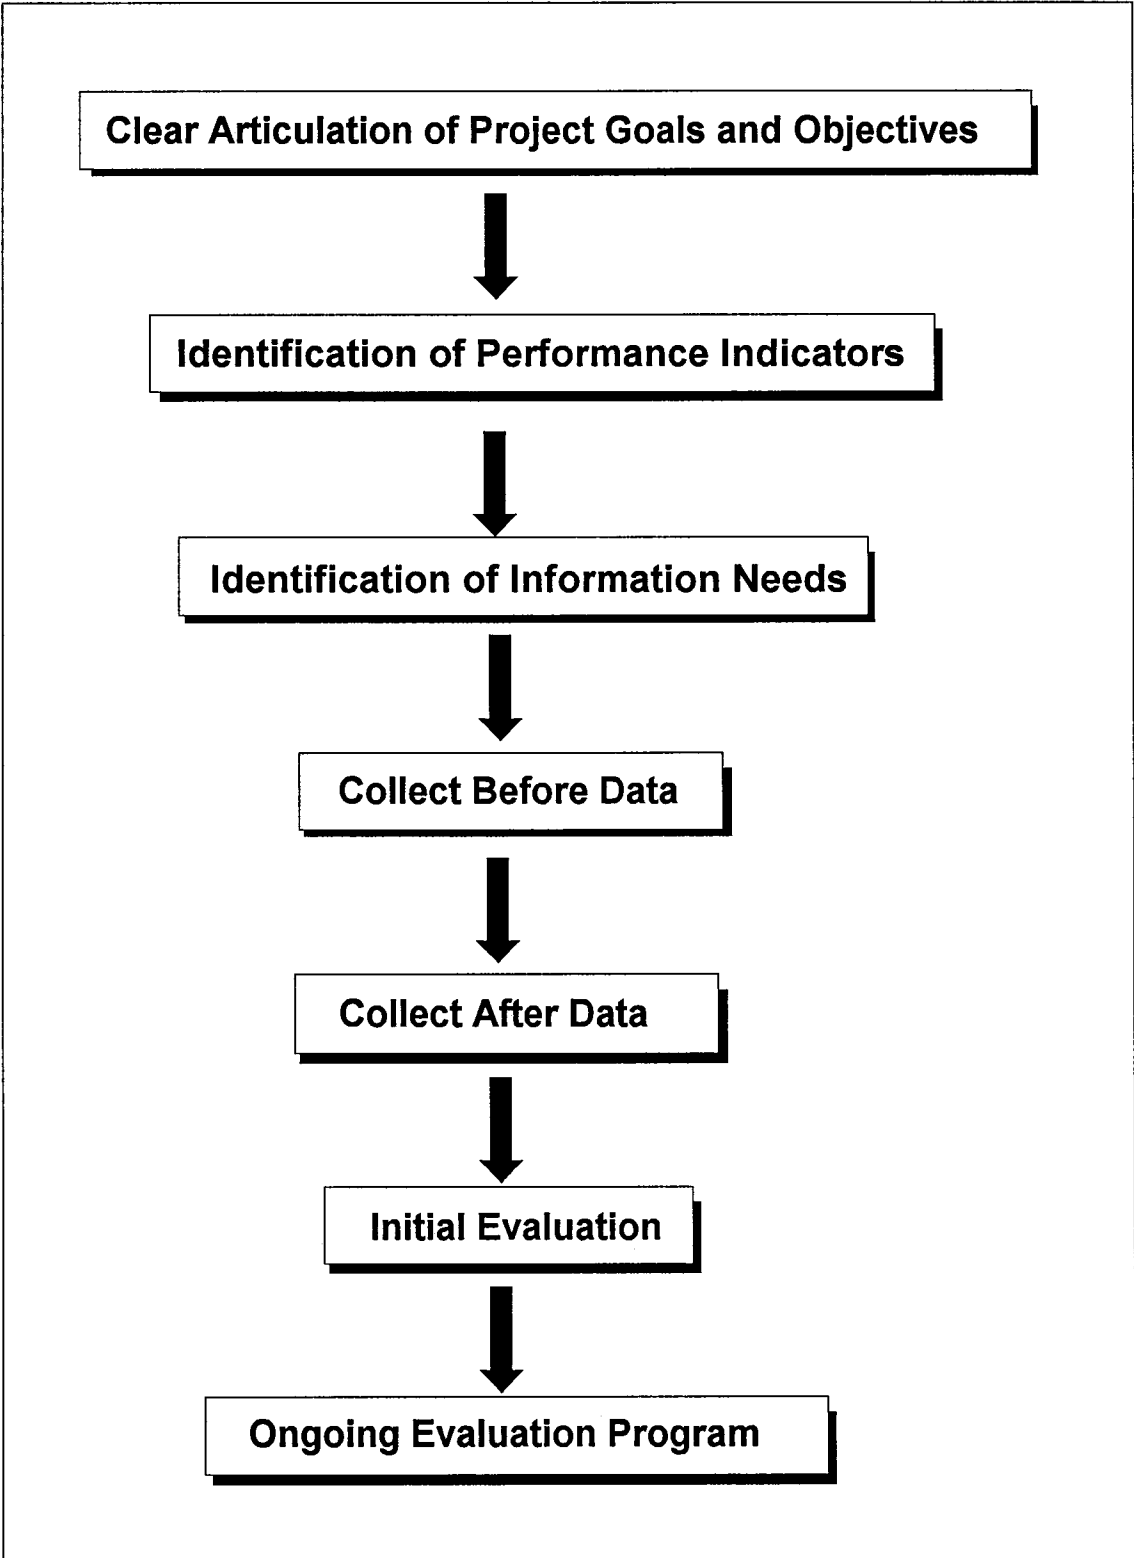 Clear Articulation of Project Goals and Objectives
Identification of Performance Indicators
Identification of Information Needs
Collect Before Data
Collect After Data
Initial Evaluation
Ongoing Evaluation Program